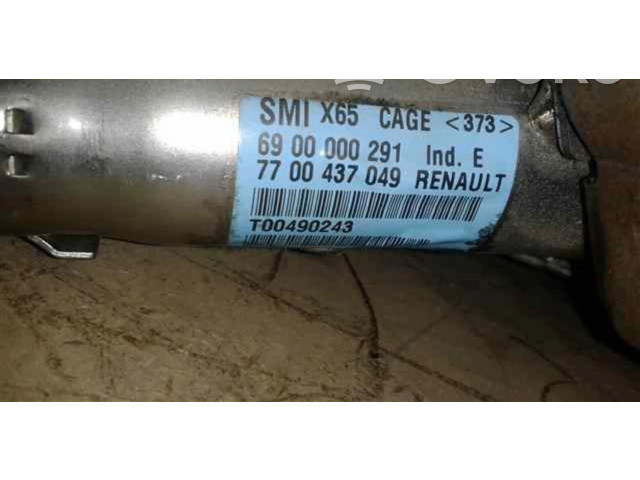 SMI X65 CAGE <373>
69 00 000 291 Ind. E
77 00 437 049 RENAULT
T00490243